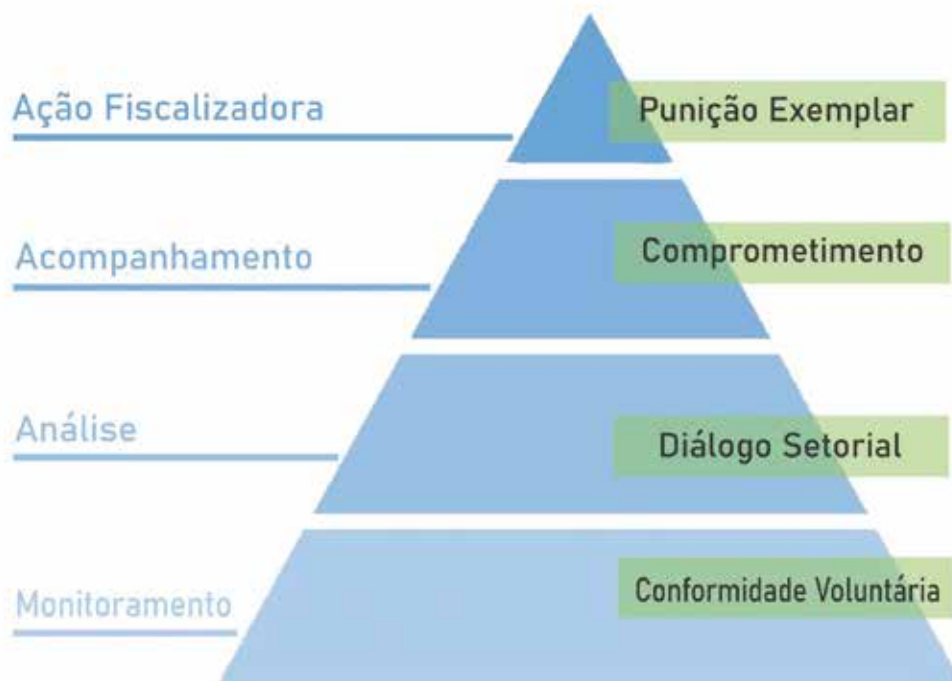 Ação Fiscalizadora
Punição Exemplar
Acompanhamento
Comprometimento
Análise
Diálogo Setorial
Monitoramento
Conformidade Voluntária